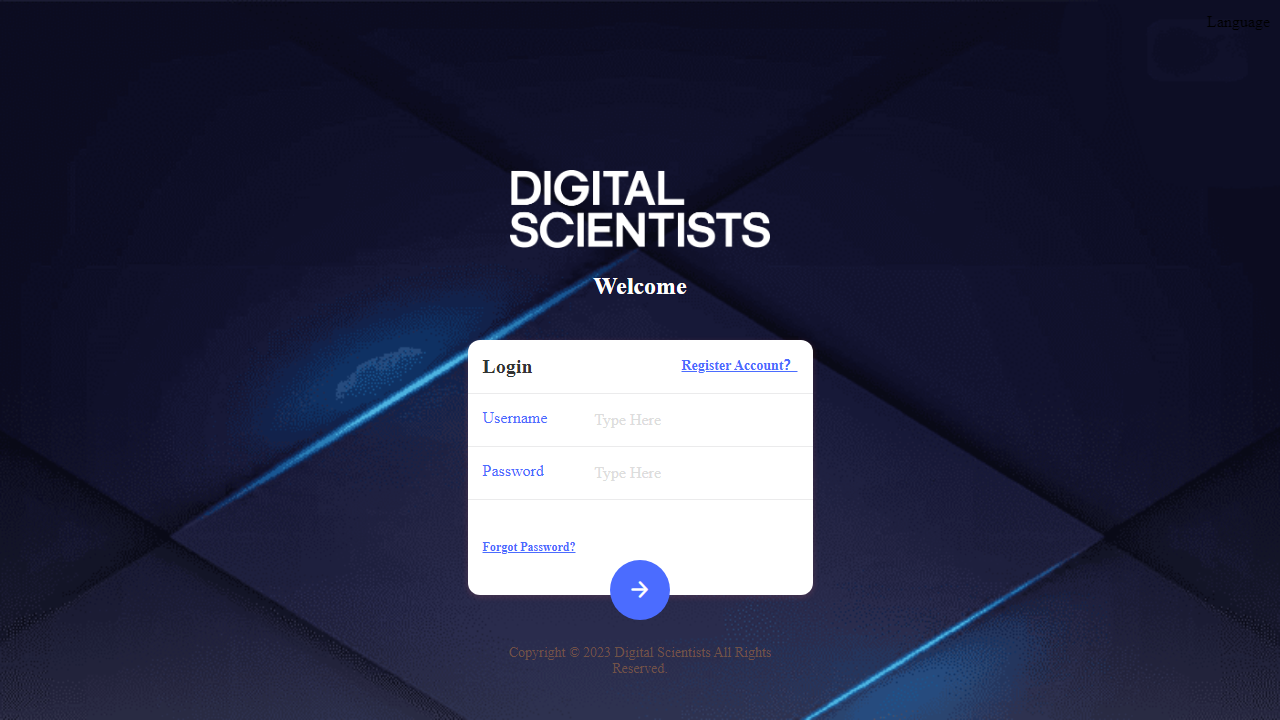 Language
DIGITAL
SCIENTISTS
Welcome
Login
Register Account？
Username
Type Here
Password
Type Here
Forgot Password?
Copyright © 2023 Digital Scientists All Rights
Reserved.